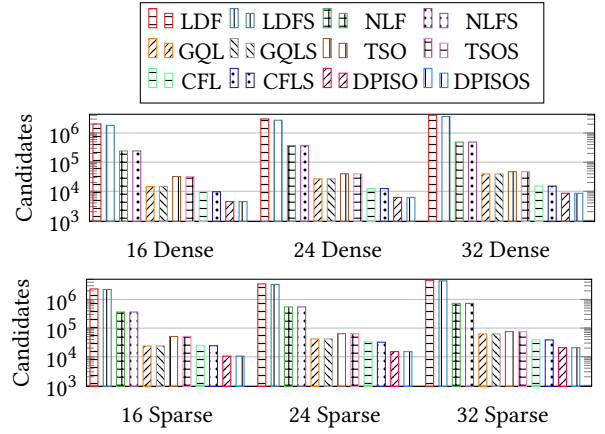 LDF LDFS NLF NLFS
GQL GQLS TSO TSOS
CFL CFLS DPISO DPISOS
Candidates
10^6
10^5
10^4
10^3
16 Dense 24 Dense 32 Dense
Candidates
10^6
10^5
10^4
10^3
16 Sparse 24 Sparse 32 Sparse